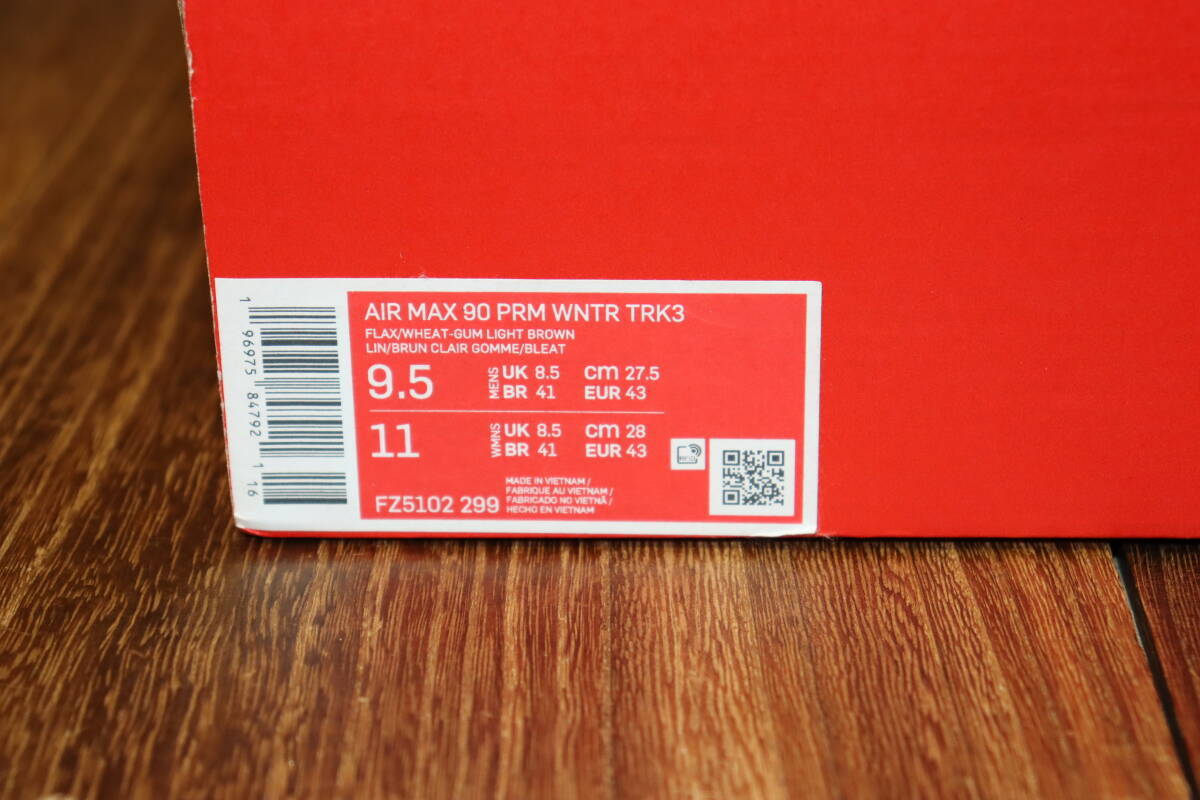 1 96975 84792 1 16
AIR MAX 90 PRM WNTR TRK3
FLAX/WHEAT-GUM LIGHT BROWN
LIN/BRUN CLAIR GOMME/BLEAT
9.5 MENS UK 8.5 cm 27.5
BR 41 EUR 43
11 WMNS UK 8.5 cm 28
BR 41 EUR 43
FZ5102 299
MADE IN VIETNAM /
FABRIQUE AU VIETNAM /
FABRICADO NO VIETNÃ /
HECHO EN VIETNAM